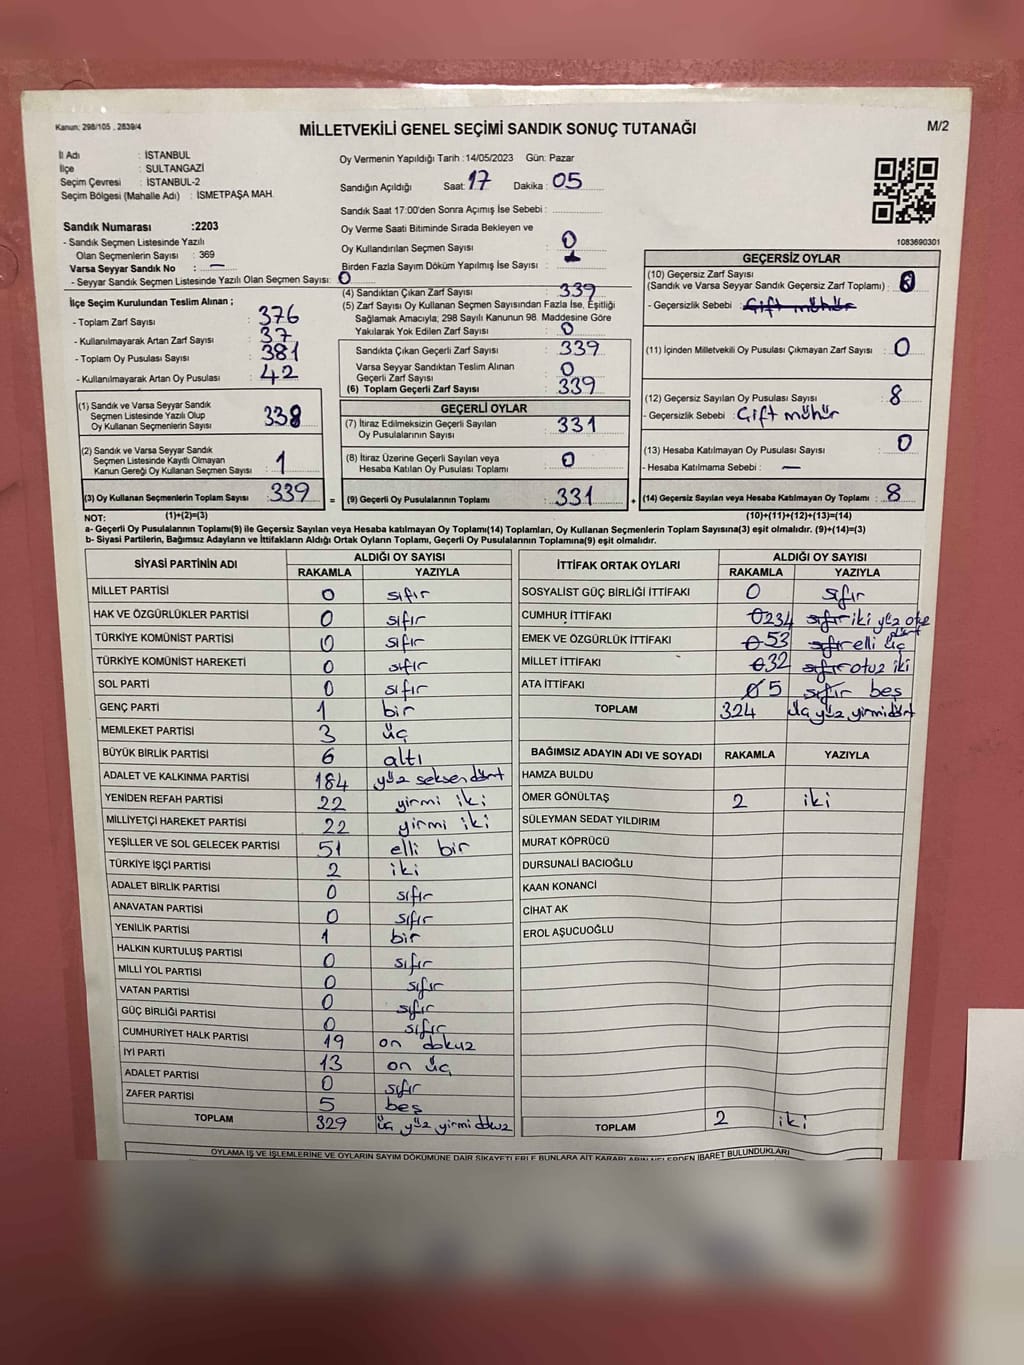 Kanun: 298/105 , 2839/4
MİLLETVEKİLİ GENEL SEÇİMİ SANDIK SONUÇ TUTANAĞI
M/2
İl Adı : İSTANBUL
İlçe : SULTANGAZİ
Seçim Çevresi : İSTANBUL-2
Seçim Bölgesi (Mahalle Adı) : İSMETPAŞA MAH.
Oy Vermenin Yapıldığı Tarih :14/05/2023 Gün: Pazar
Sandığın Açıldığı Saat: 17 Dakika : 05
Sandık Saat 17:00'den Sonra Açımış İse Sebebi :
Oy Verme Saati Bitiminde Sırada Bekleyen ve
Oy Kullandırılan Seçmen Sayısı : 0
Birden Fazla Sayım Döküm Yapılmış İse Sayısı :
1083690301
Sandık Numarası :2203
- Sandık Seçmen Listesinde Yazılı
Olan Seçmenlerin Sayısı : 369
Varsa Seyyar Sandık No : —
- Seyyar Sandık Seçmen Listesinde Yazılı Olan Seçmen Sayısı: 0
İlçe Seçim Kurulundan Teslim Alınan ;
- Toplam Zarf Sayısı : 376
- Kullanılmayarak Artan Zarf Sayısı : 37
- Toplam Oy Pusulası Sayısı : 381
- Kullanılmayarak Artan Oy Pusulası : 42
(1) Sandık ve Varsa Seyyar Sandık
Seçmen Listesinde Yazılı Olup
Oy Kullanan Seçmenlerin Sayısı : 338
(2) Sandık ve Varsa Seyyar Sandık
Seçmen Listesinde Kayıtlı Olmayan
Kanun Gereği Oy Kullanan Seçmen Sayısı : 1
(3) Oy Kullanan Seçmenlerin Toplam Sayısı : 339
(1)+(2)=(3)
(4) Sandıktan Çıkan Zarf Sayısı : 339
(5) Zarf Sayısı Oy Kullanan Seçmen Sayısından Fazla İse, Eşitliği
Sağlamak Amacıyla; 298 Sayılı Kanunun 98. Maddesine Göre
Yakılarak Yok Edilen Zarf Sayısı : 0
Sandıkta Çıkan Geçerli Zarf Sayısı : 339
Varsa Seyyar Sandıktan Teslim Alınan
Geçerli Zarf Sayısı : 0
(6) Toplam Geçerli Zarf Sayısı : 339
GEÇERLİ OYLAR
(7) İtiraz Edilmeksizin Geçerli Sayılan
Oy Pusulalarının Sayısı : 331
(8) İtiraz Üzerine Geçerli Sayılan veya
Hesaba Katılan Oy Pusulası Toplamı : 0
= (9) Geçerli Oy Pusulalarının Toplamı : 331
GEÇERSİZ OYLAR
(10) Geçersiz Zarf Sayısı
(Sandık ve Varsa Seyyar Sandık Geçersiz Zarf Toplamı) :
- Geçersizlik Sebebi : Çift mühür
(11) İçinden Milletvekili Oy Pusulası Çıkmayan Zarf Sayısı : 0
(12) Geçersiz Sayılan Oy Pusulası Sayısı : 8
- Geçersizlik Sebebi : Çift mühür
(13) Hesaba Katılmayan Oy Pusulası Sayısı : 0
- Hesaba Katılmama Sebebi : —
+ (14) Geçersiz Sayılan veya Hesaba Katılmayan Oy Toplamı : 8
(10)+(11)+(12)+(13)=(14)
NOT:
a- Geçerli Oy Pusulalarının Toplamı(9) ile Geçersiz Sayılan veya Hesaba katılmayan Oy Toplamı(14) Toplamları, Oy Kullanan Seçmenlerin Toplam Sayısına(3) eşit olmalıdır. (9)+(14)=(3)
b- Siyasi Partilerin, Bağımsız Adayların ve İttifakların Aldığı Ortak Oyların Toplamı, Geçerli Oy Pusulalarının Toplamına(9) eşit olmalıdır.
SİYASİ PARTİNİN ADI ALDIĞI OY SAYISI
RAKAMLA YAZIYLA
MİLLET PARTİSİ 0 sıfır
HAK VE ÖZGÜRLÜKLER PARTİSİ 0 sıfır
TÜRKİYE KOMÜNİST PARTİSİ 0 sıfır
TÜRKİYE KOMÜNİST HAREKETİ 0 sıfır
SOL PARTİ 0 sıfır
GENÇ PARTİ 1 bir
MEMLEKET PARTİSİ 3 üç
BÜYÜK BİRLİK PARTİSİ 6 altı
ADALET VE KALKINMA PARTİSİ 184 yüz seksen dört
YENİDEN REFAH PARTİSİ 22 yirmi iki
MİLLİYETÇİ HAREKET PARTİSİ 22 yirmi iki
YEŞİLLER VE SOL GELECEK PARTİSİ 51 elli bir
TÜRKİYE İŞÇİ PARTİSİ 2 iki
ADALET BİRLİK PARTİSİ 0 sıfır
ANAVATAN PARTİSİ 0 sıfır
YENİLİK PARTİSİ 1 bir
HALKIN KURTULUŞ PARTİSİ 0 sıfır
MİLLİ YOL PARTİSİ 0 sıfır
VATAN PARTİSİ 0 sıfır
GÜÇ BİRLİĞİ PARTİSİ 0 sıfır
CUMHURİYET HALK PARTİSİ 19 on dokuz
İYİ PARTİ 13 on üç
ADALET PARTİSİ 0 sıfır
ZAFER PARTİSİ 5 beş
TOPLAM 329 üç yüz yirmi dokuz
İTTİFAK ORTAK OYLARI ALDIĞI OY SAYISI
RAKAMLA YAZIYLA
SOSYALİST GÜÇ BİRLİĞİ İTTİFAKI 0 sıfır
CUMHUR İTTİFAKI 0 234 sıfır iki yüz otuz dört
EMEK VE ÖZGÜRLÜK İTTİFAKI 0 53 sıfır elli üç
MİLLET İTTİFAKI 0 32 sıfır otuz iki
ATA İTTİFAKI 0 5 sıfır beş
TOPLAM 324 üç yüz yirmi dört
BAĞIMSIZ ADAYIN ADI VE SOYADI RAKAMLA YAZIYLA
HAMZA BULDU
ÖMER GÖNÜLTAŞ 2 iki
SÜLEYMAN SEDAT YILDIRIM
MURAT KÖPRÜCÜ
DURSUNALİ BACIOĞLU
KAAN KONANCİ
CİHAT AK
EROL AŞUCUOĞLU
TOPLAM 2 iki
OYLAMA İŞ VE İŞLEMLERİNE VE OYLARIN SAYIM DÖKÜMÜNE DAİR ŞİKAYETLERLE BUNLARA AİT KARARLARIN NELERDEN İBARET BULUNDUKLARI